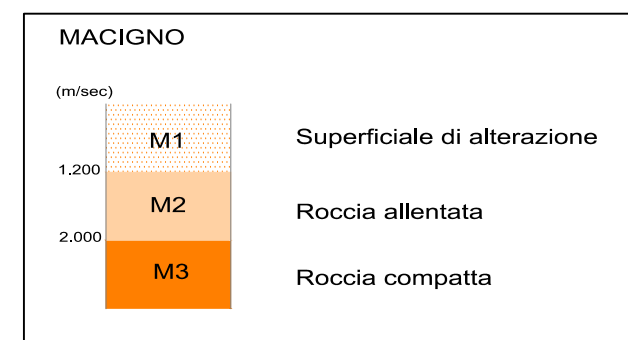 MACIGNO
(m/sec)
M1 Superficiale di alterazione
1.200
M2 Roccia allentata
2.000
M3 Roccia compatta